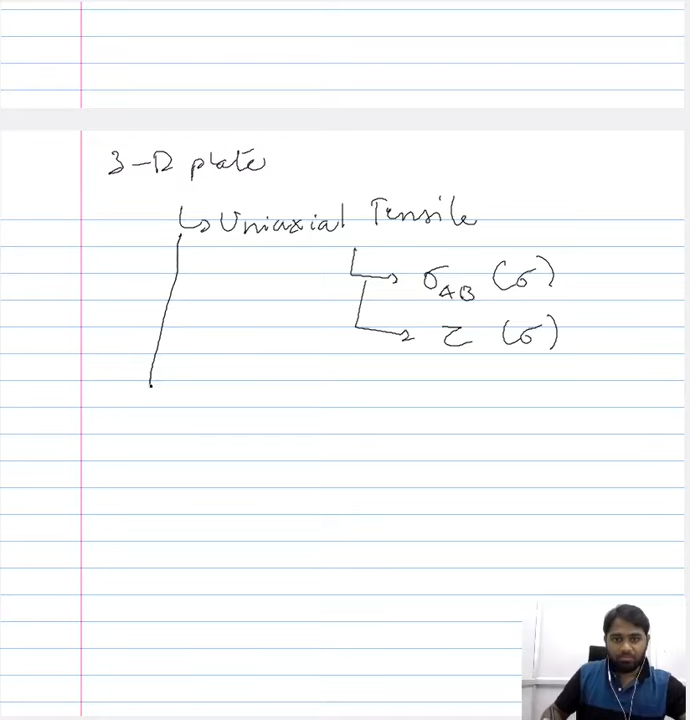 3-D plate
↳ Uniaxial Tensile
→ σAB (σ)
→ τ (σ)